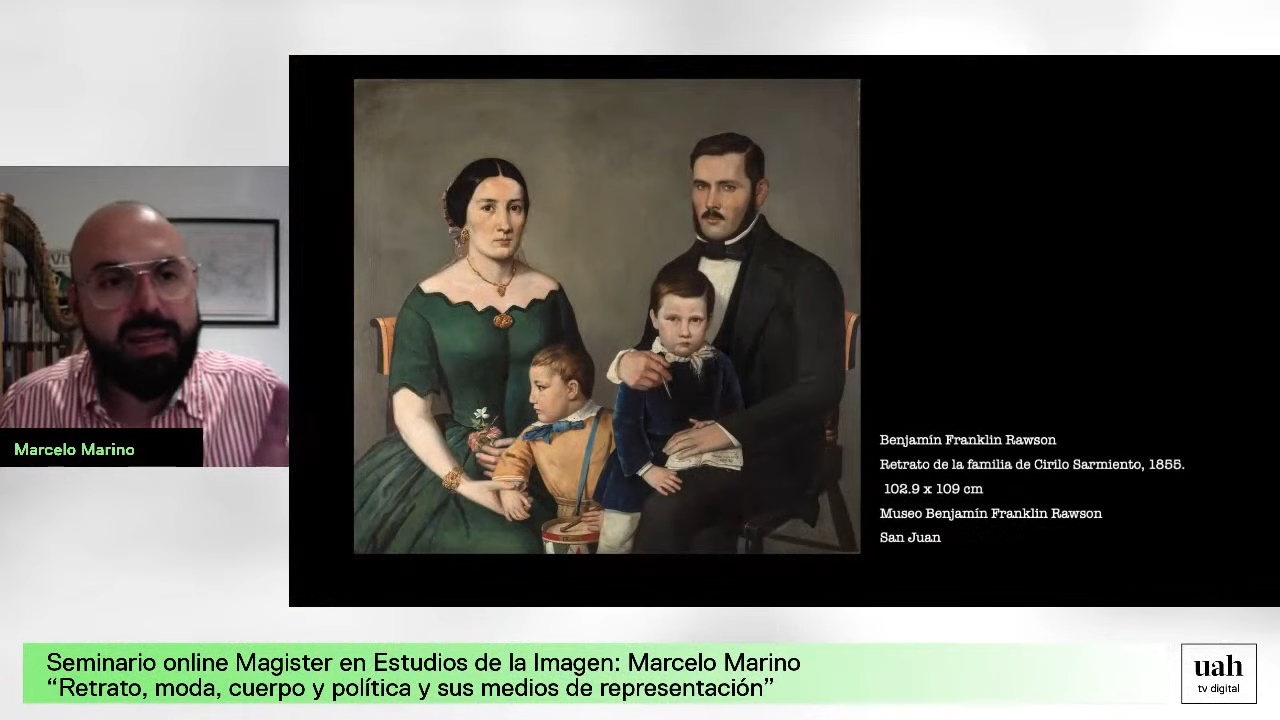 Marcelo Marino
Benjamín Franklin Rawson
Retrato de la familia de Cirilo Sarmiento, 1855.
102.9 x 109 cm
Museo Benjamín Franklin Rawson
San Juan
Seminario online Magister en Estudios de la Imagen: Marcelo Marino
“Retrato, moda, cuerpo y política y sus medios de representación”
uah
tv digital